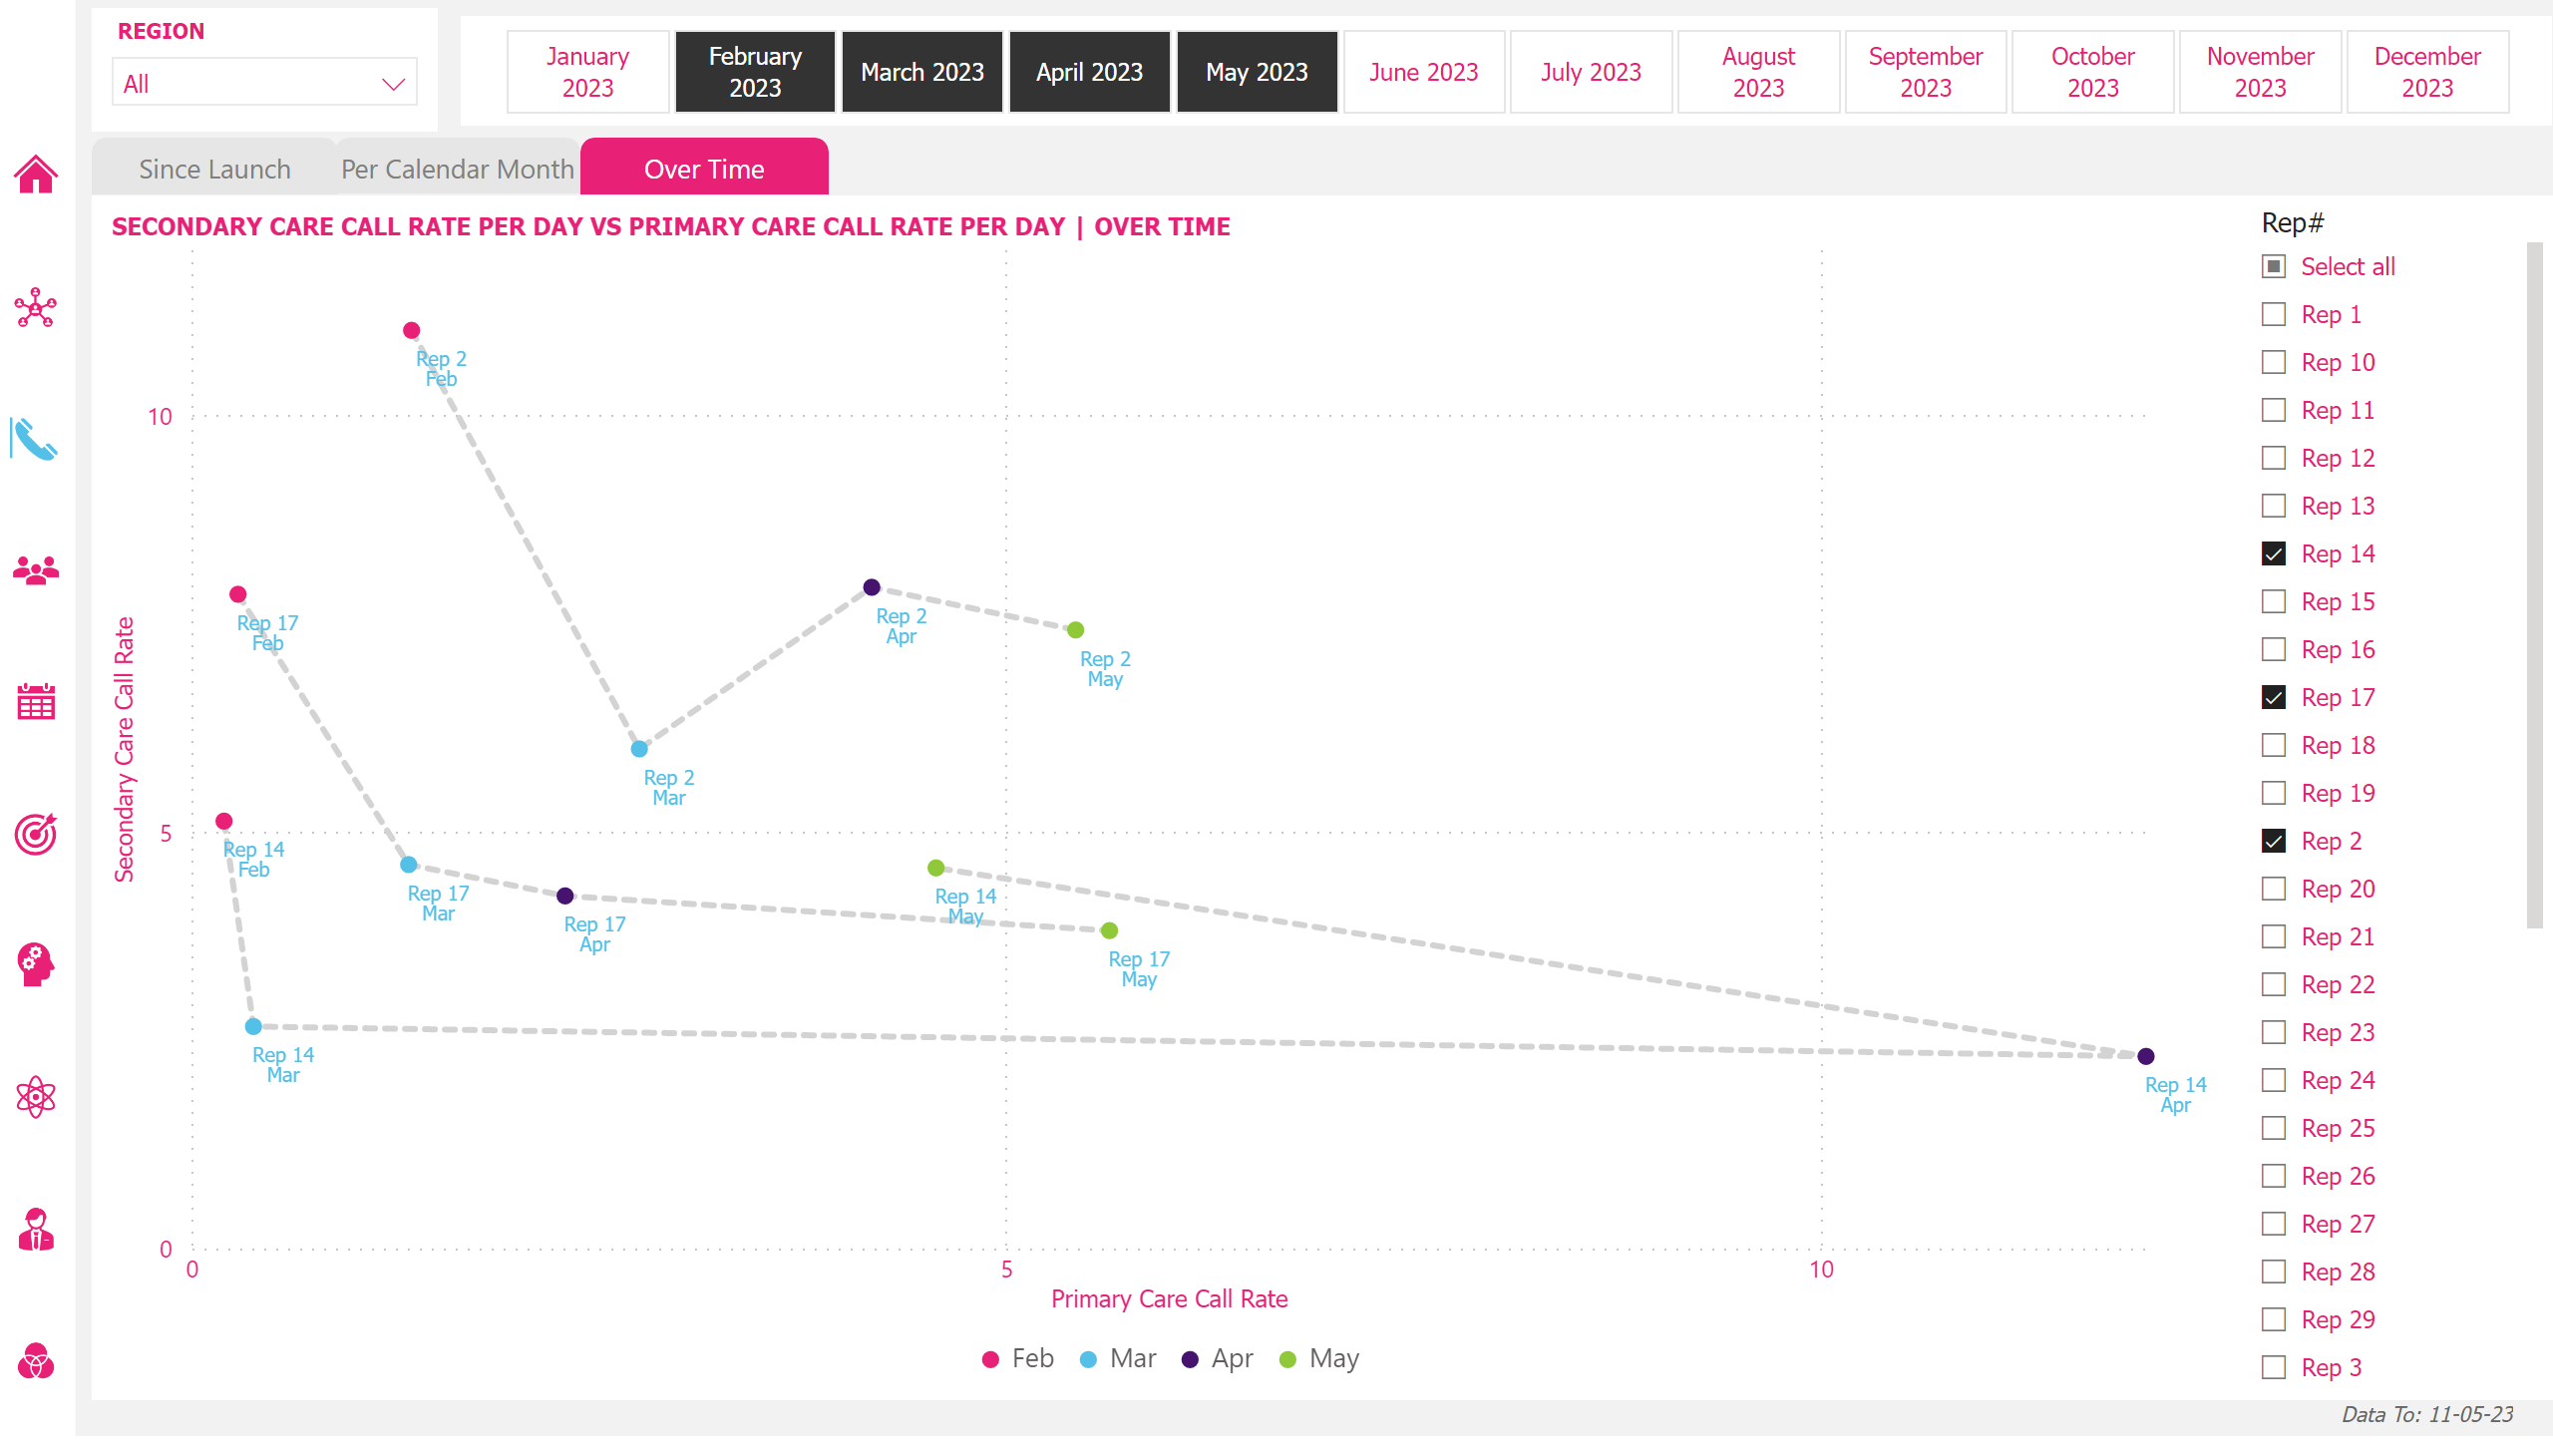 REGION
All
January
2023
February
2023
March 2023
April 2023
May 2023
June 2023
July 2023
August
2023
September
2023
October
2023
November
2023
December
2023
Since Launch
Per Calendar Month
Over Time
SECONDARY CARE CALL RATE PER DAY VS PRIMARY CARE CALL RATE PER DAY | OVER TIME
Secondary Care Call Rate
10
5
0
Rep 2
Feb
Rep 17
Feb
Rep 2
Apr
Rep 2
May
Rep 2
Mar
Rep 14
Feb
Rep 17
Mar
Rep 17
Apr
Rep 14
May
Rep 17
May
Rep 14
Mar
Rep 14
Apr
0
5
10
Primary Care Call Rate
Feb
Mar
Apr
May
Rep#
Select all
Rep 1
Rep 10
Rep 11
Rep 12
Rep 13
Rep 14
Rep 15
Rep 16
Rep 17
Rep 18
Rep 19
Rep 2
Rep 20
Rep 21
Rep 22
Rep 23
Rep 24
Rep 25
Rep 26
Rep 27
Rep 28
Rep 29
Rep 3
Data To: 11-05-23